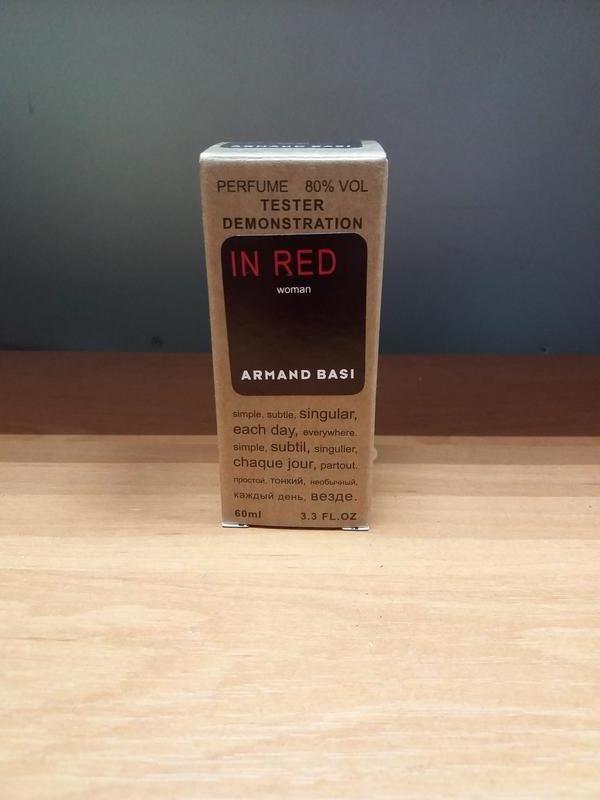 ARMAND BASI
PERFUME 80% VOL
TESTER
DEMONSTRATION
IN RED
woman
ARMAND BASI
simple, subtle, singular,
each day, everywhere.
simple, subtil, singulier,
chaque jour, partout.
простой, тонкий, необычный,
каждый день, везде.
60ml 3.3 FL.OZ